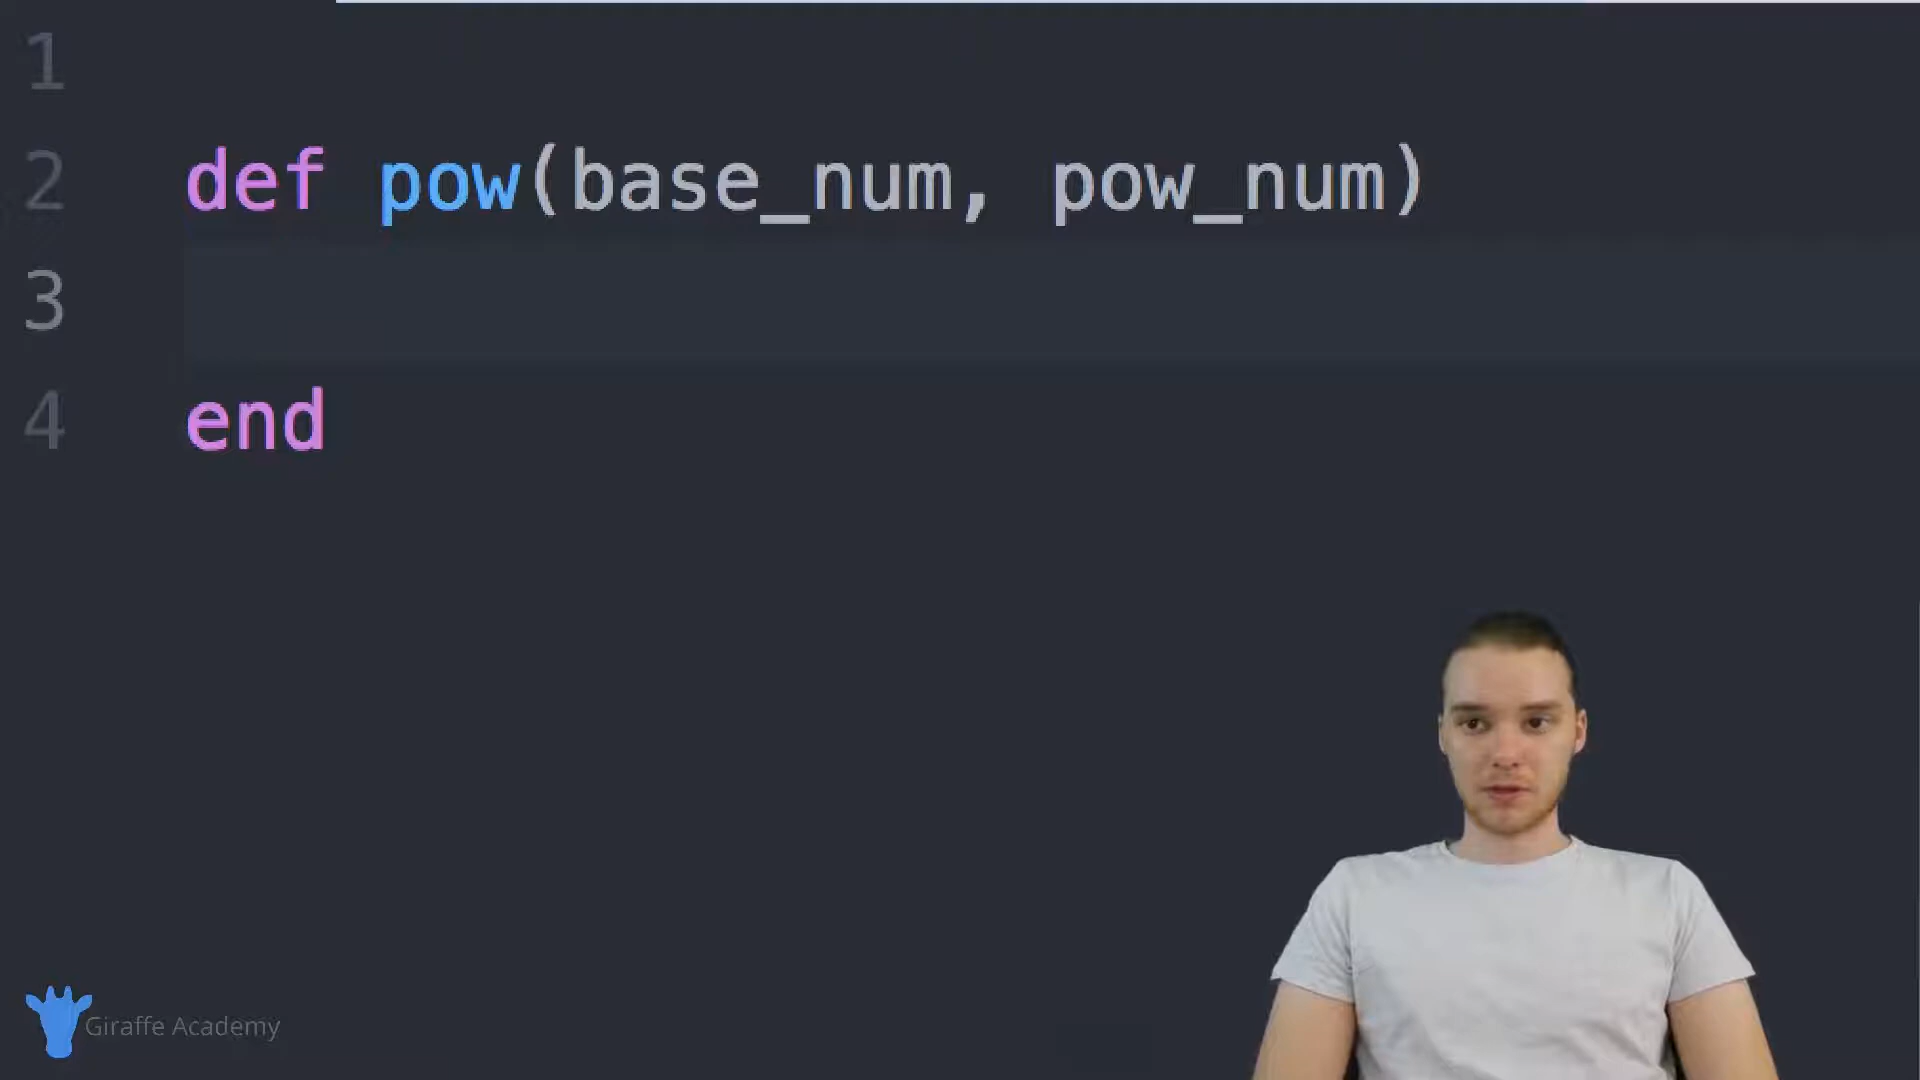 1
2 def pow(base_num, pow_num)
3
4 end
Giraffe Academy